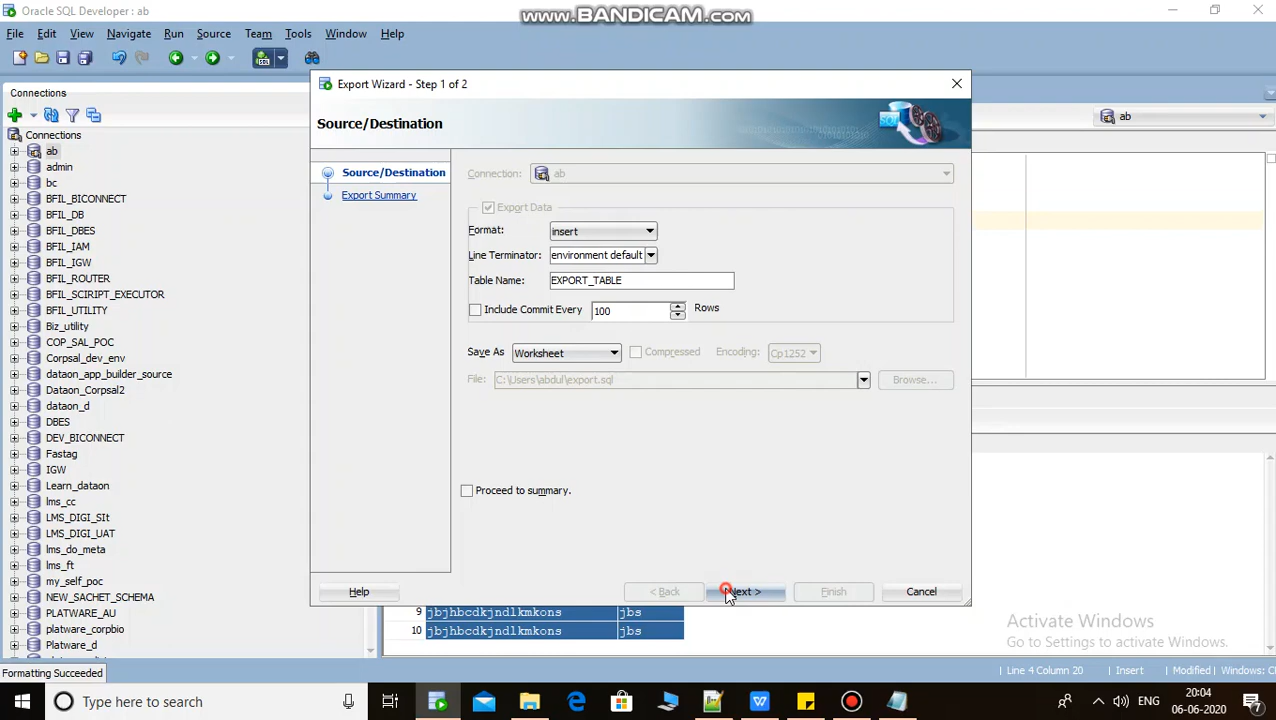 Oracle SQL Developer : ab
www.BANDICAM.com
File Edit View Navigate Run Source Team Tools Window Help
Connections
Connections
ab
admin
bc
BFIL_BICONNECT
BFIL_DB
BFIL_DBES
BFIL_IAM
BFIL_IGW
BFIL_ROUTER
BFIL_SCIRIPT_EXECUTOR
BFIL_UTILITY
Biz_utility
COP_SAL_POC
Corpsal_dev_env
dataon_app_builder_source
Dataon_Corpsal2
dataon_d
DBES
DEV_BICONNECT
Fastag
IGW
Learn_dataon
lms_cc
LMS_DIGI_SIt
LMS_DIGI_UAT
lms_do_meta
lms_ft
my_self_poc
NEW_SACHET_SCHEMA
PLATWARE_AU
platware_corpbio
Platware_d
ab
Export Wizard - Step 1 of 2
Source/Destination
SQL
Source/Destination
Export Summary
Connection: ab
Export Data
Format: insert
Line Terminator: environment default
Table Name: EXPORT_TABLE
Include Commit Every 100 Rows
Save As Worksheet Compressed Encoding: Cp1252
File: C:\Users\abdul\export.sql Browse...
Proceed to summary.
Help < Back Next > Finish Cancel
9 jbjhbcdkjndlkmkons jbs
10 jbjhbcdkjndlkmkons jbs
Activate Windows
Go to Settings to activate Windows.
Formatting Succeeded
Line 4 Column 20 Insert Modified Windows: C
Type here to search
ENG
20:04
06-06-2020
7